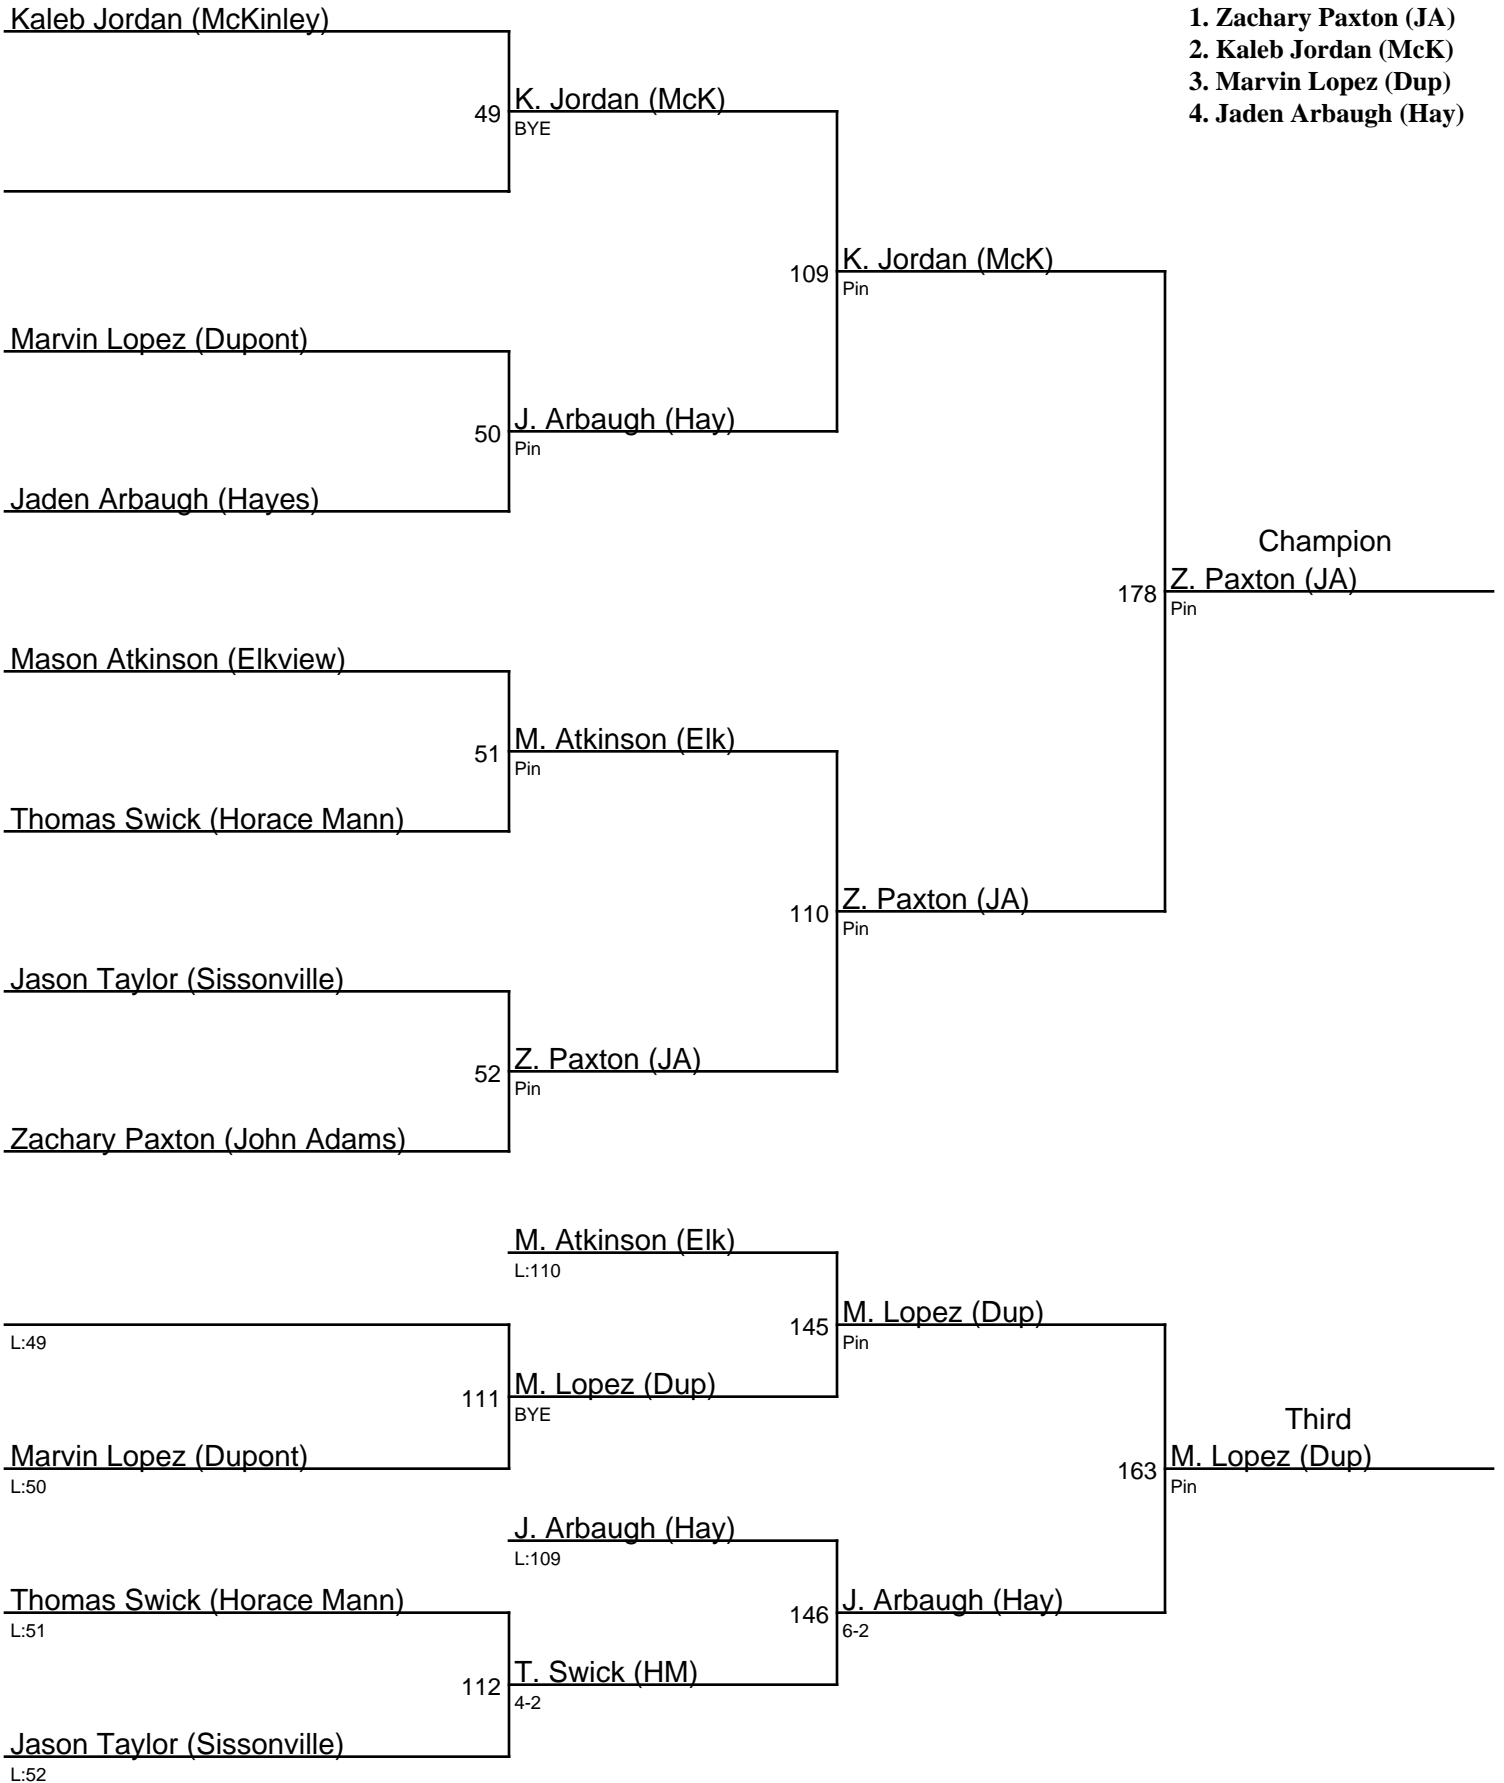 Kaleb Jordan (McKinley)
1. Zachary Paxton (JA)
2. Kaleb Jordan (McK)
3. Marvin Lopez (Dup)
4. Jaden Arbaugh (Hay)
49
K. Jordan (McK)
BYE
109
K. Jordan (McK)
Pin
Marvin Lopez (Dupont)
50
J. Arbaugh (Hay)
Pin
Jaden Arbaugh (Hayes)
Champion
178
Z. Paxton (JA)
Pin
Mason Atkinson (Elkview)
51
M. Atkinson (Elk)
Pin
Thomas Swick (Horace Mann)
110
Z. Paxton (JA)
Pin
Jason Taylor (Sissonville)
52
Z. Paxton (JA)
Pin
Zachary Paxton (John Adams)
M. Atkinson (Elk)
L:110
L:49
145
M. Lopez (Dup)
Pin
111
M. Lopez (Dup)
BYE
Marvin Lopez (Dupont)
L:50
Third
163
M. Lopez (Dup)
Pin
J. Arbaugh (Hay)
L:109
Thomas Swick (Horace Mann)
L:51
146
J. Arbaugh (Hay)
6-2
112
T. Swick (HM)
4-2
Jason Taylor (Sissonville)
L:52